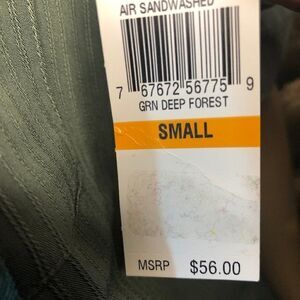 AIR SANDWASHED
7 67672 56775 9
GRN DEEP FOREST
SMALL
MSRP $56.00